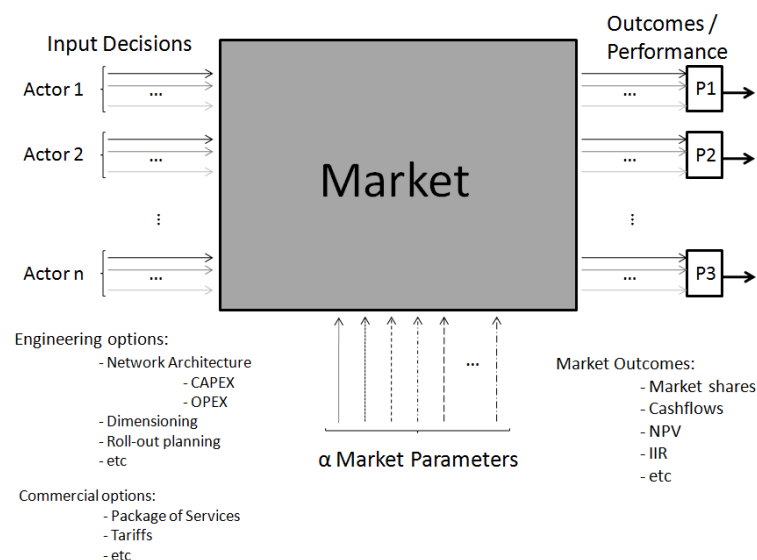 Input Decisions
Outcomes /
Performance
Actor 1
...
...
P1
Actor 2
...
Market
...
P2
...
...
Actor n
...
...
P3
Engineering options:
- Network Architecture
- CAPEX
- OPEX
- Dimensioning
- Roll-out planning
- etc
Commercial options:
- Package of Services
- Tariffs
- etc
...
α Market Parameters
Market Outcomes:
- Market shares
- Cashflows
- NPV
- IIR
- etc